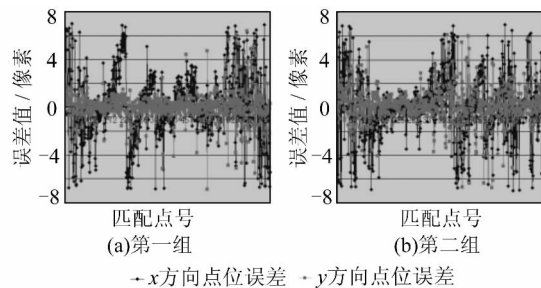 8
4
0
−4
−8
误差值/像素
匹配点号
(a)第一组
8
4
0
−4
−8
误差值/像素
匹配点号
(b)第二组
x方向点位误差 y方向点位误差